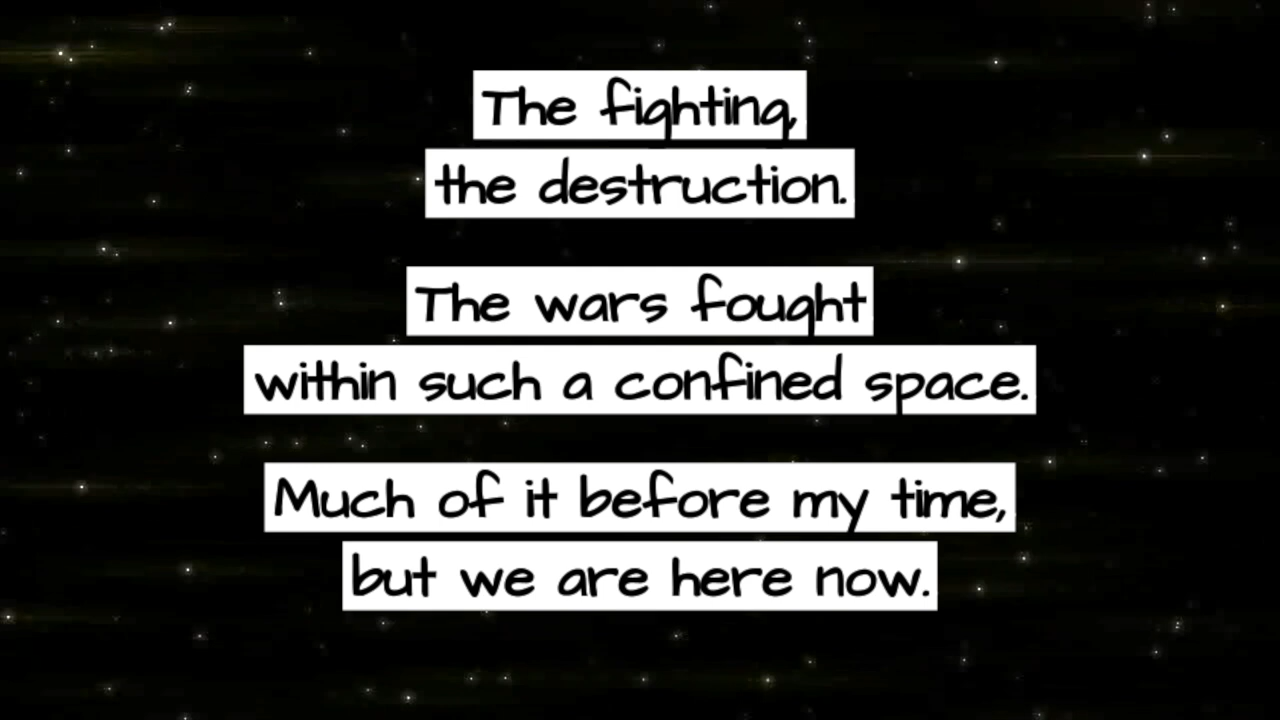 The fighting,
the destruction.
The wars fought
within such a confined space.
Much of it before my time,
but we are here now.